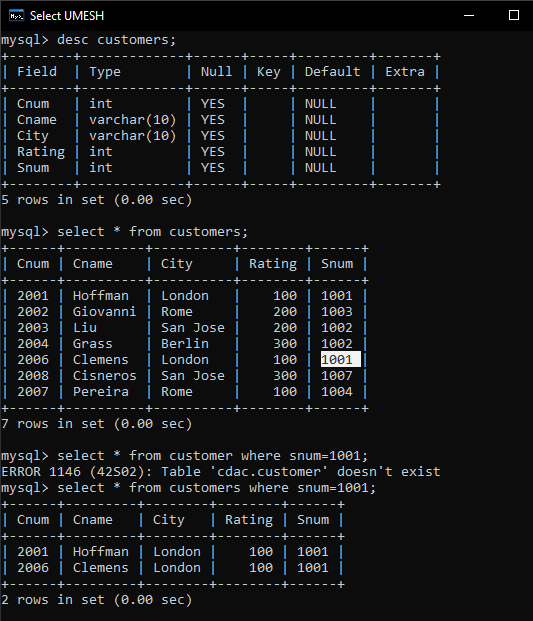 Select UMESH
mysql> desc customers;
+--------+-------------+------+-----+---------+-------+
| Field  | Type        | Null | Key | Default | Extra |
+--------+-------------+------+-----+---------+-------+
| Cnum   | int         | YES  |     | NULL    |       |
| Cname  | varchar(10) | YES  |     | NULL    |       |
| City   | varchar(10) | YES  |     | NULL    |       |
| Rating | int         | YES  |     | NULL    |       |
| Snum   | int         | YES  |     | NULL    |       |
+--------+-------------+------+-----+---------+-------+
5 rows in set (0.00 sec)
mysql> select * from customers;
+------+----------+----------+--------+------+
| Cnum | Cname    | City     | Rating | Snum |
+------+----------+----------+--------+------+
| 2001 | Hoffman  | London   |    100 | 1001 |
| 2002 | Giovanni | Rome     |    200 | 1003 |
| 2003 | Liu      | San Jose |    200 | 1002 |
| 2004 | Grass    | Berlin   |    300 | 1002 |
| 2006 | Clemens  | London   |    100 | 1001 |
| 2008 | Cisneros | San Jose |    300 | 1007 |
| 2007 | Pereira  | Rome     |    100 | 1004 |
+------+----------+----------+--------+------+
7 rows in set (0.00 sec)
mysql> select * from customer where snum=1001;
ERROR 1146 (42S02): Table 'cdac.customer' doesn't exist
mysql> select * from customers where snum=1001;
+------+---------+--------+--------+------+
| Cnum | Cname   | City   | Rating | Snum |
+------+---------+--------+--------+------+
| 2001 | Hoffman | London |    100 | 1001 |
| 2006 | Clemens | London |    100 | 1001 |
+------+---------+--------+--------+------+
2 rows in set (0.00 sec)